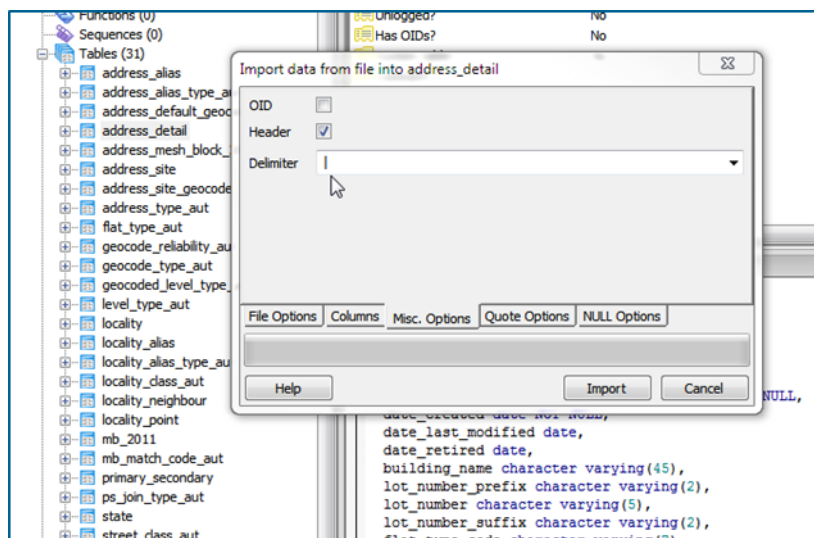 Functions (0)
Sequences (0)
Tables (31)
address_alias
address_alias_type_au
address_default_geoc
address_detail
address_mesh_block_
address_site
address_site_geocode
address_type_aut
flat_type_aut
geocode_reliability_au
geocode_type_aut
geocoded_level_type_
level_type_aut
locality
locality_alias
locality_alias_type_au
locality_class_aut
locality_neighbour
locality_point
mb_2011
mb_match_code_aut
primary_secondary
ps_join_type_aut
state
street_class_aut
Unlogged? No
Has OIDs? No
Import data from file into address_detail
OID
Header
Delimiter |
File Options Columns Misc. Options Quote Options NULL Options
Help Import Cancel
NULL,
date_created date NOT NULL,
date_last_modified date,
date_retired date,
building_name character varying(45),
lot_number_prefix character varying(2),
lot_number character varying(5),
lot_number_suffix character varying(2),